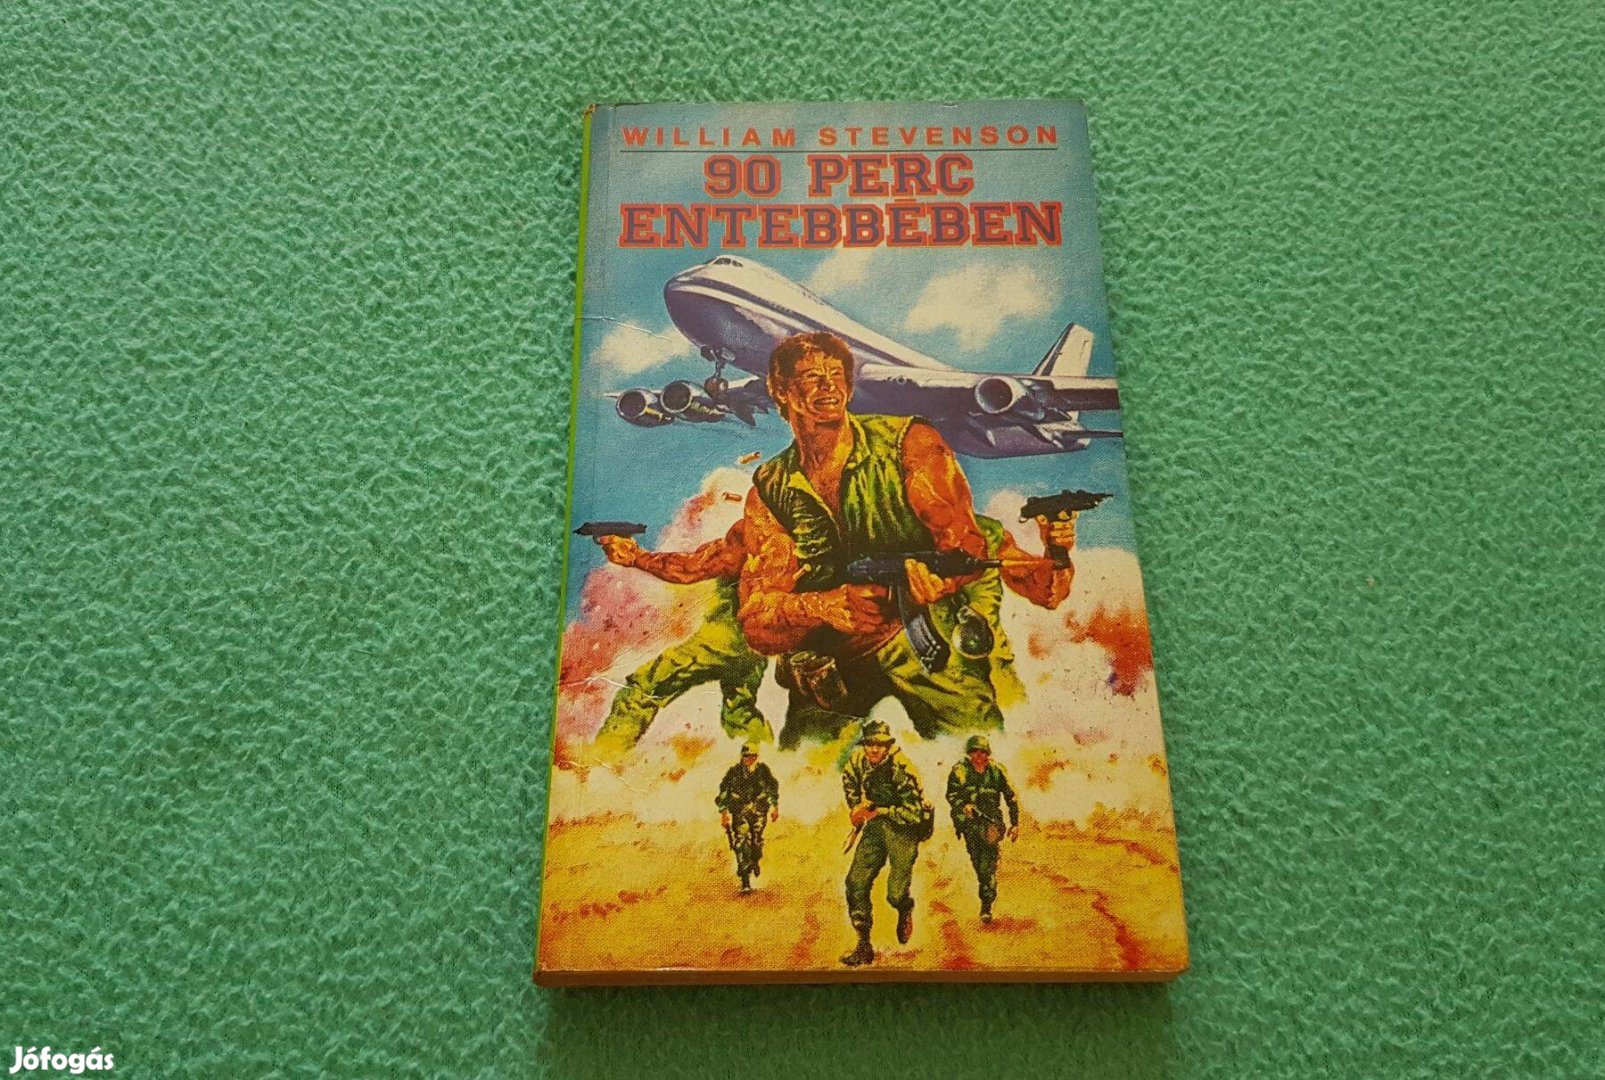 WILLIAM STEVENSON
90 PERC
ENTEBBÉBEN
Jófogás